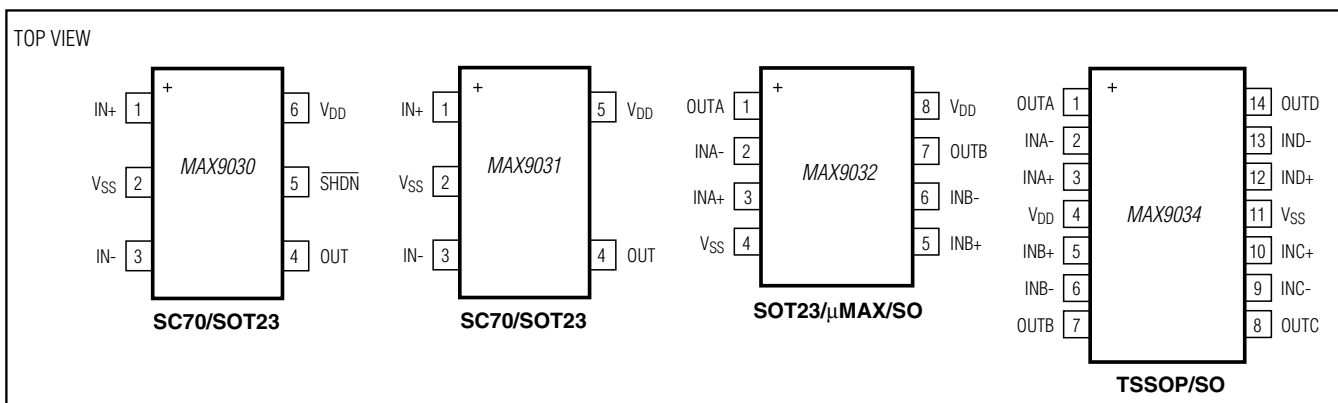 TOP VIEW
+
IN+ 1
6 VDD
VSS 2
MAX9030
5 SHDN
IN- 3
4 OUT
SC70/SOT23
+
IN+ 1
5 VDD
VSS 2
MAX9031
IN- 3
4 OUT
SC70/SOT23
+
OUTA 1
8 VDD
INA- 2
7 OUTB
MAX9032
INA+ 3
6 INB-
VSS 4
5 INB+
SOT23/μMAX/SO
+
OUTA 1
14 OUTD
INA- 2
13 IND-
INA+ 3
12 IND+
VDD 4
MAX9034
11 VSS
INB+ 5
10 INC+
INB- 6
9 INC-
OUTB 7
8 OUTC
TSSOP/SO